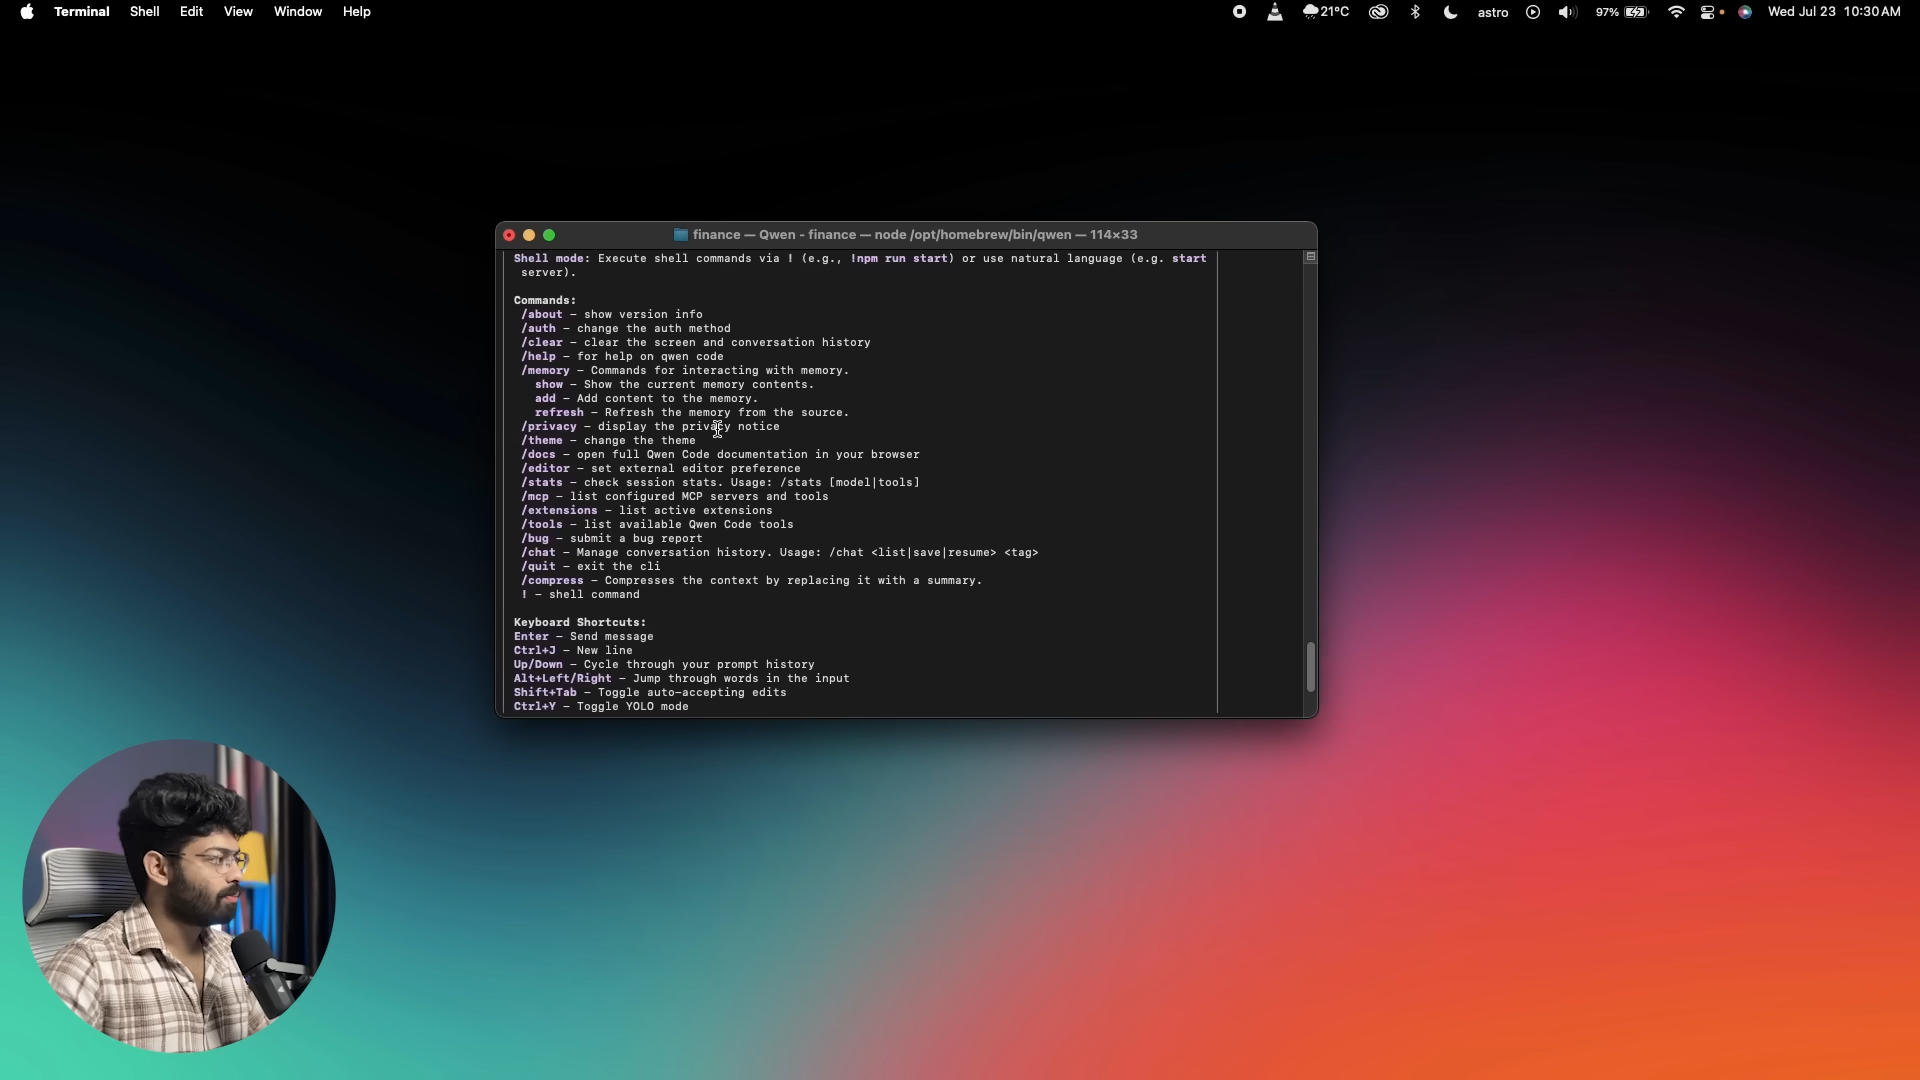 Terminal Shell Edit View Window Help 21°C astro 97% Wed Jul 23 10:30 AM
finance — Qwen - finance — node /opt/homebrew/bin/qwen — 114×33
Shell mode: Execute shell commands via ! (e.g., !npm run start) or use natural language (e.g. start
server).
Commands:
/about - show version info
/auth - change the auth method
/clear - clear the screen and conversation history
/help - for help on qwen code
/memory - Commands for interacting with memory.
show - Show the current memory contents.
add - Add content to the memory.
refresh - Refresh the memory from the source.
/privacy - display the privacy notice
/theme - change the theme
/docs - open full Qwen Code documentation in your browser
/editor - set external editor preference
/stats - check session stats. Usage: /stats [model|tools]
/mcp - list configured MCP servers and tools
/extensions - list active extensions
/tools - list available Qwen Code tools
/bug - submit a bug report
/chat - Manage conversation history. Usage: /chat <list|save|resume> <tag>
/quit - exit the cli
/compress - Compresses the context by replacing it with a summary.
! - shell command
Keyboard Shortcuts:
Enter - Send message
Ctrl+J - New line
Up/Down - Cycle through your prompt history
Alt+Left/Right - Jump through words in the input
Shift+Tab - Toggle auto-accepting edits
Ctrl+Y - Toggle YOLO mode